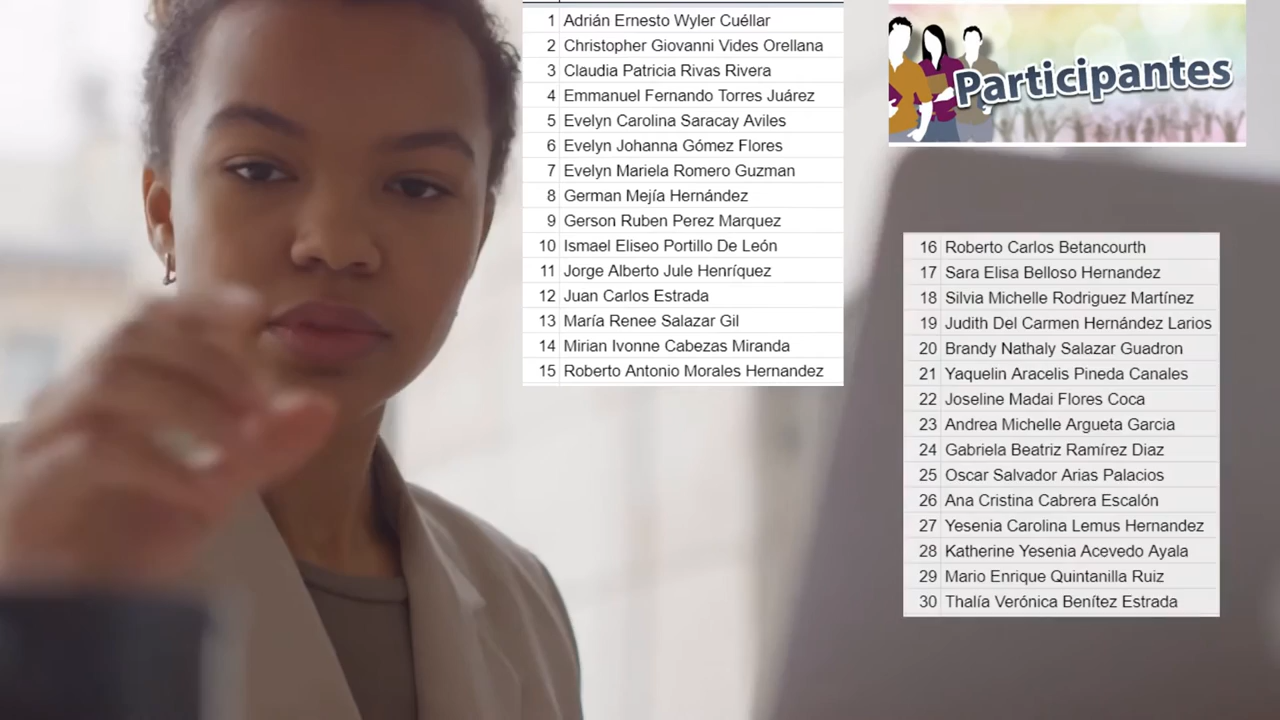 1 Adrián Ernesto Wyler Cuéllar
2 Christopher Giovanni Vides Orellana
3 Claudia Patricia Rivas Rivera
4 Emmanuel Fernando Torres Juárez
5 Evelyn Carolina Saracay Aviles
6 Evelyn Johanna Gómez Flores
7 Evelyn Mariela Romero Guzman
8 German Mejía Hernández
9 Gerson Ruben Perez Marquez
10 Ismael Eliseo Portillo De León
11 Jorge Alberto Jule Henríquez
12 Juan Carlos Estrada
13 María Renee Salazar Gil
14 Mirian Ivonne Cabezas Miranda
15 Roberto Antonio Morales Hernandez
Participantes
16 Roberto Carlos Betancourth
17 Sara Elisa Belloso Hernandez
18 Silvia Michelle Rodriguez Martínez
19 Judith Del Carmen Hernández Larios
20 Brandy Nathaly Salazar Guadron
21 Yaquelin Aracelis Pineda Canales
22 Joseline Madai Flores Coca
23 Andrea Michelle Argueta Garcia
24 Gabriela Beatriz Ramírez Diaz
25 Oscar Salvador Arias Palacios
26 Ana Cristina Cabrera Escalón
27 Yesenia Carolina Lemus Hernandez
28 Katherine Yesenia Acevedo Ayala
29 Mario Enrique Quintanilla Ruiz
30 Thalía Verónica Benítez Estrada